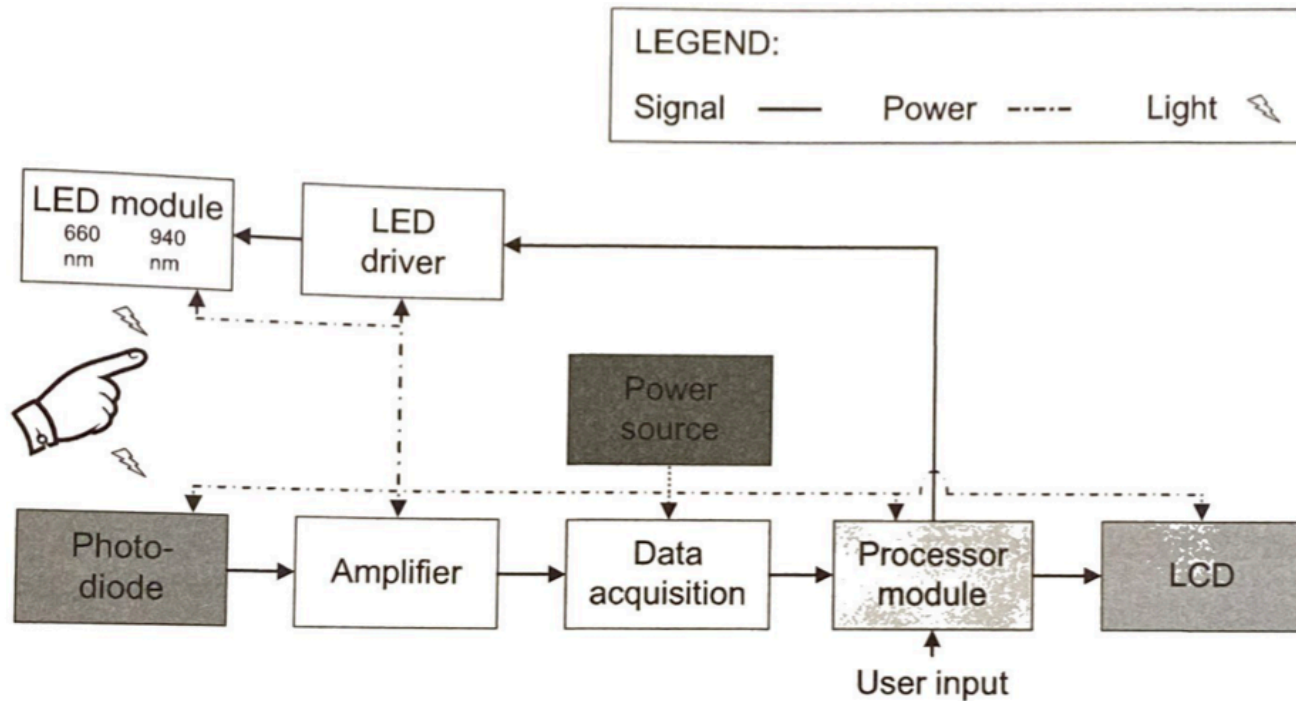 LEGEND:
Signal Power Light
LED module
660 940
nm nm
LED
driver
Power
source
Photo-
diode
Amplifier
Data
acquisition
Processor
module
LCD
User input